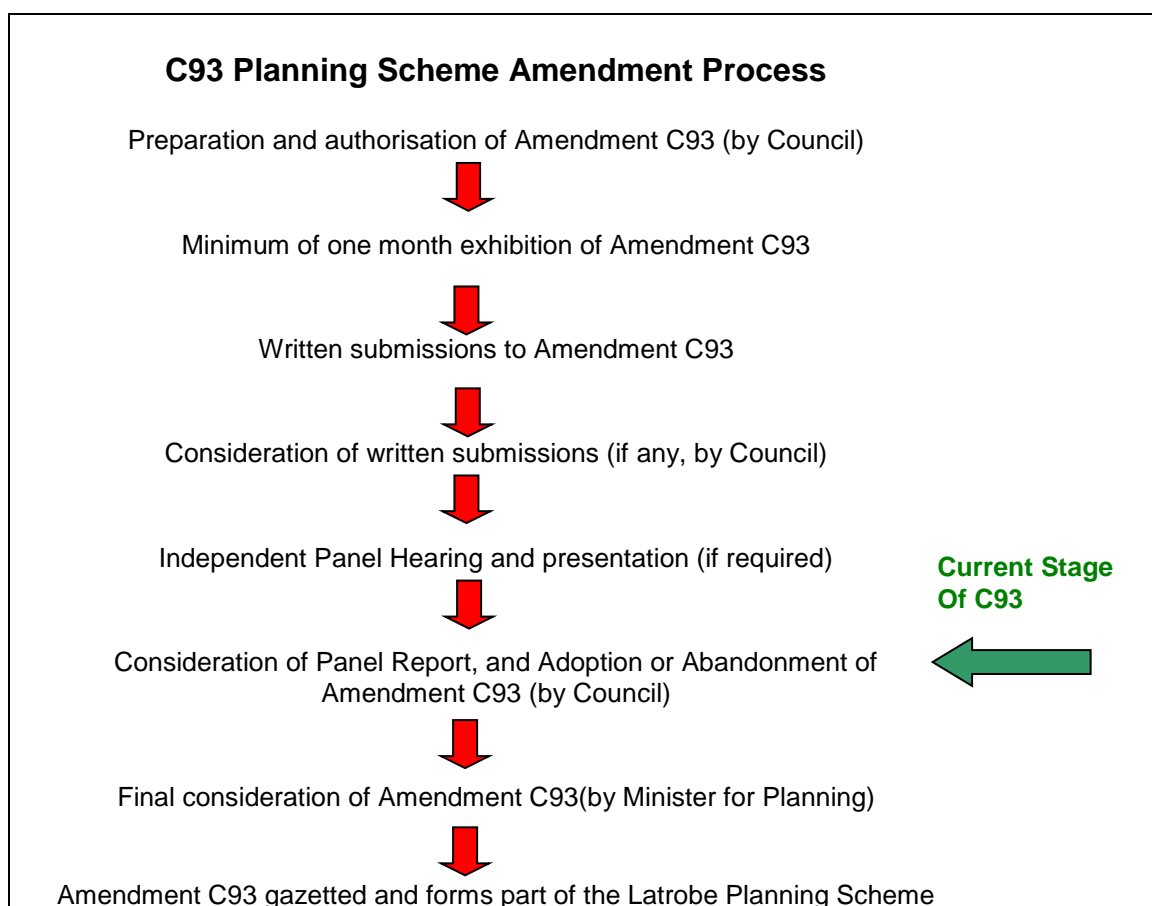 C93 Planning Scheme Amendment Process
Preparation and authorisation of Amendment C93 (by Council)
Minimum of one month exhibition of Amendment C93
Written submissions to Amendment C93
Consideration of written submissions (if any, by Council)
Independent Panel Hearing and presentation (if required)
Current Stage
Of C93
Consideration of Panel Report, and Adoption or Abandonment of
Amendment C93 (by Council)
Final consideration of Amendment C93(by Minister for Planning)
Amendment C93 gazetted and forms part of the Latrobe Planning Scheme